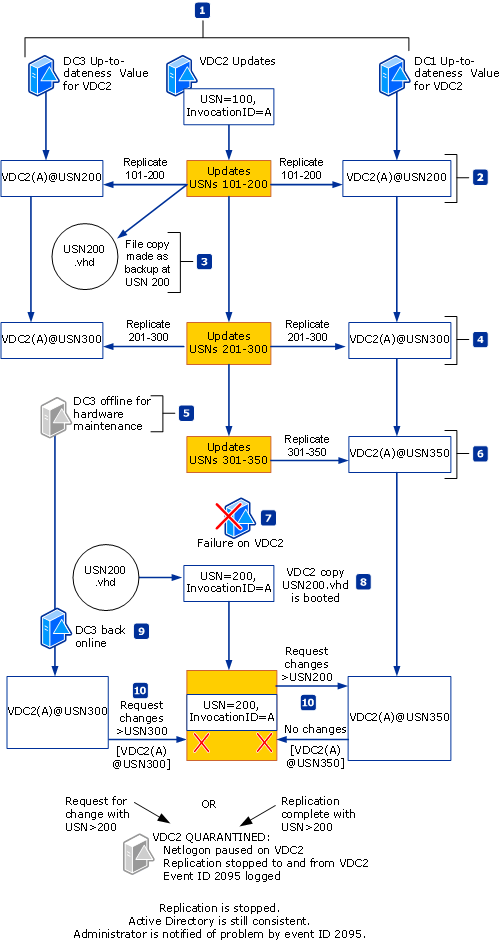 1
DC3 Up-to-
dateness Value
for VDC2
VDC2 Updates
DC1 Up-to-
dateness Value
for VDC2
USN=100,
InvocationID=A
Replicate
101-200
Replicate
101-200
VDC2(A)@USN200
Updates
USNs 101-200
VDC2(A)@USN200
2
USN200
.vhd
File copy
made as
backup at
USN 200
3
Replicate
201-300
Replicate
201-300
VDC2(A)@USN300
Updates
USNs 201-300
VDC2(A)@USN300
4
DC3 offline for
hardware
maintenance
5
Updates
USNs 301-350
Replicate
301-350
VDC2(A)@USN350
6
7
Failure on VDC2
USN200
.vhd
USN=200,
InvocationID=A
VDC2 copy
USN200.vhd
is booted
8
DC3 back
online
9
Request
changes
>USN200
10
10
VDC2(A)@USN300
Request
changes
>USN300
USN=200,
InvocationID=A
VDC2(A)@USN350
No changes
[VDC2(A)
@USN300]
[VDC2(A)
@USN350]
Request for
change with
USN>200
OR
Replication
complete with
USN>200
VDC2 QUARANTINED:
Netlogon paused on VDC2
Replication stopped to and from VDC2
Event ID 2095 logged
Replication is stopped.
Active Directory is still consistent.
Administrator is notified of problem by event ID 2095.